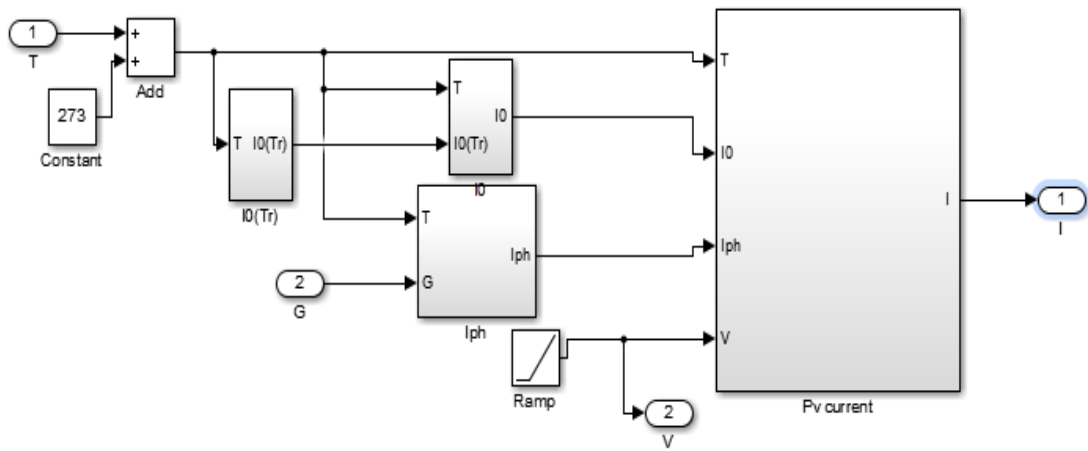 1
T
+
+
Add
273
Constant
T I0(Tr)
I0(Tr)
T
I0
I0(Tr)
I0
T
Iph
G
Iph
2
G
Ramp
2
V
T
I0
Iph
V
I
Pv current
1
I